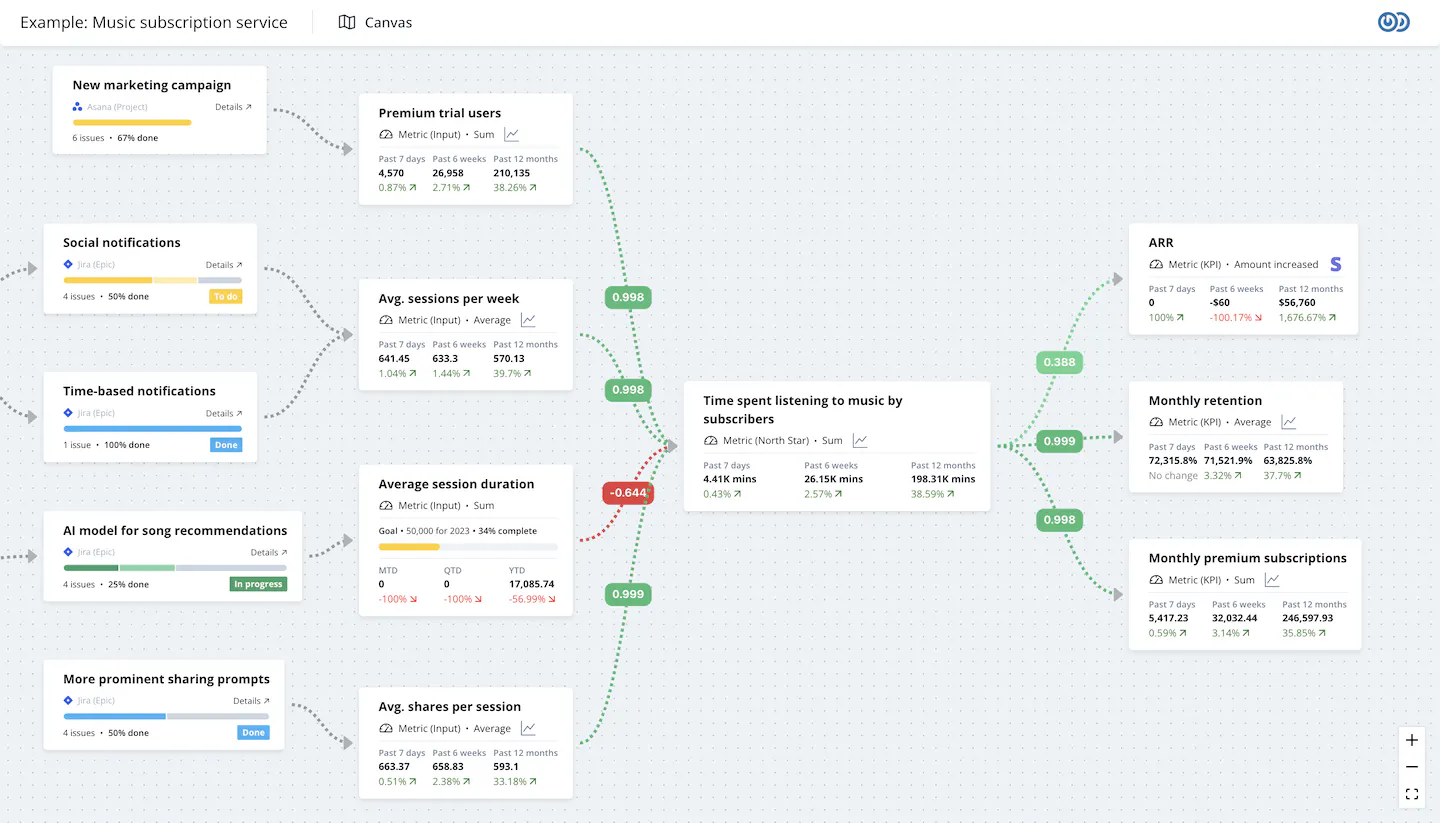 Example: Music subscription service
Canvas
New marketing campaign
Asana (Project) Details ↗
6 issues • 67% done
Social notifications
Jira (Epic) Details ↗
4 issues • 50% done To do
Time-based notifications
Jira (Epic) Details ↗
1 issue • 100% done Done
AI model for song recommendations
Jira (Epic) Details ↗
4 issues • 25% done In progress
More prominent sharing prompts
Jira (Epic) Details ↗
4 issues • 50% done Done
Premium trial users
Metric (Input) • Sum
Past 7 days Past 6 weeks Past 12 months
4,570 26,958 210,135
0.87% ↗ 2.71% ↗ 38.26% ↗
Avg. sessions per week
Metric (Input) • Average
Past 7 days Past 6 weeks Past 12 months
641.45 633.3 570.13
1.04% ↗ 1.44% ↗ 39.7% ↗
Average session duration
Metric (Input) • Sum
Goal • 50,000 for 2023 • 34% complete
MTD QTD YTD
0 0 17,085.74
-100% ↘ -100% ↘ -56.99% ↘
Avg. shares per session
Metric (Input) • Average
Past 7 days Past 6 weeks Past 12 months
663.37 658.83 593.1
0.51% ↗ 2.38% ↗ 33.18% ↗
0.998
0.998
-0.644
0.999
Time spent listening to music by
subscribers
Metric (North Star) • Sum
Past 7 days Past 6 weeks Past 12 months
4.41K mins 26.15K mins 198.31K mins
0.43% ↗ 2.57% ↗ 38.59% ↗
0.388
0.999
0.998
ARR
Metric (KPI) • Amount increased S
Past 7 days Past 6 weeks Past 12 months
0 -$60 $56,760
100% ↗ -100.17% ↘ 1,676.67% ↗
Monthly retention
Metric (KPI) • Average
Past 7 days Past 6 weeks Past 12 months
72,315.8% 71,521.9% 63,825.8%
No change 3.32% ↗ 37.7% ↗
Monthly premium subscriptions
Metric (KPI) • Sum
Past 7 days Past 6 weeks Past 12 months
5,417.23 32,032.44 246,597.93
0.59% ↗ 3.14% ↗ 35.85% ↗